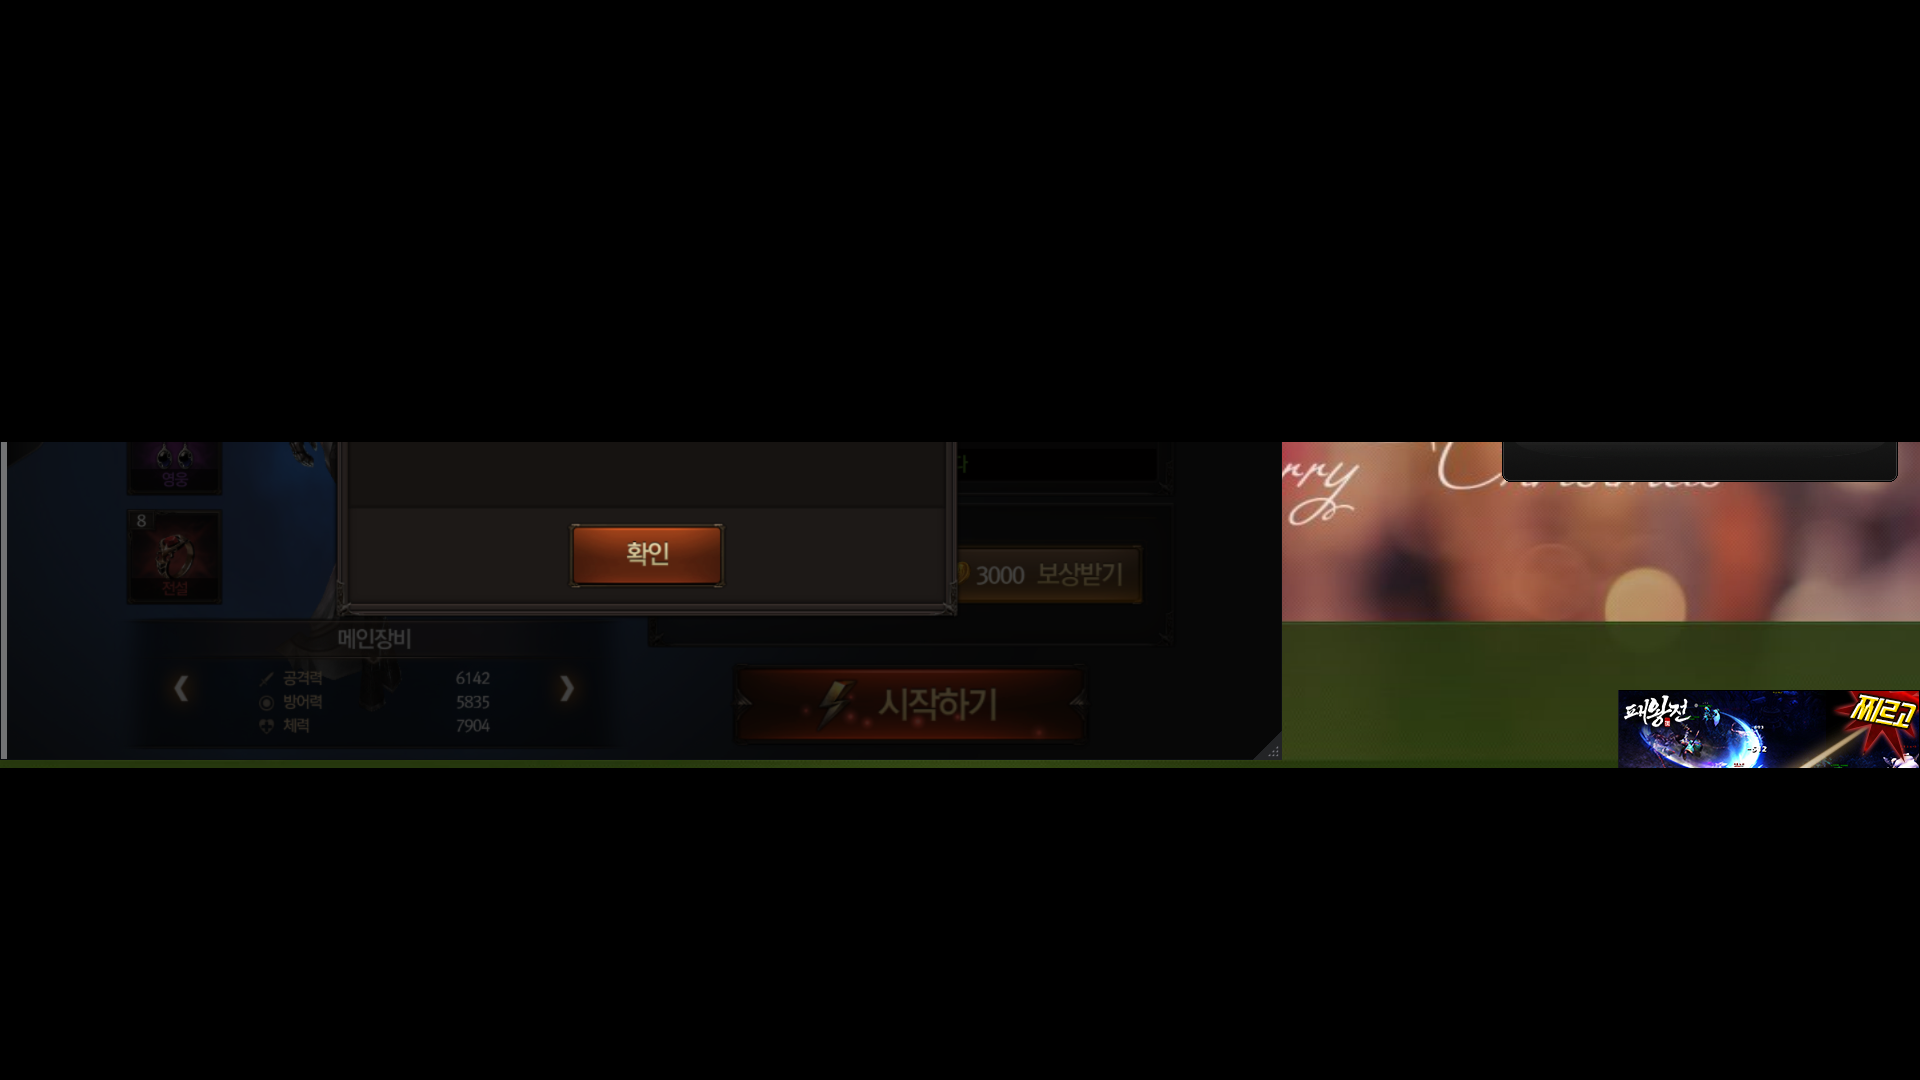 영웅
8
전설
다
확인
3000 보상받기
메인장비
공격력 6142
방어력 5835
체력 7904
시작하기
rry
패왕전
찌르고